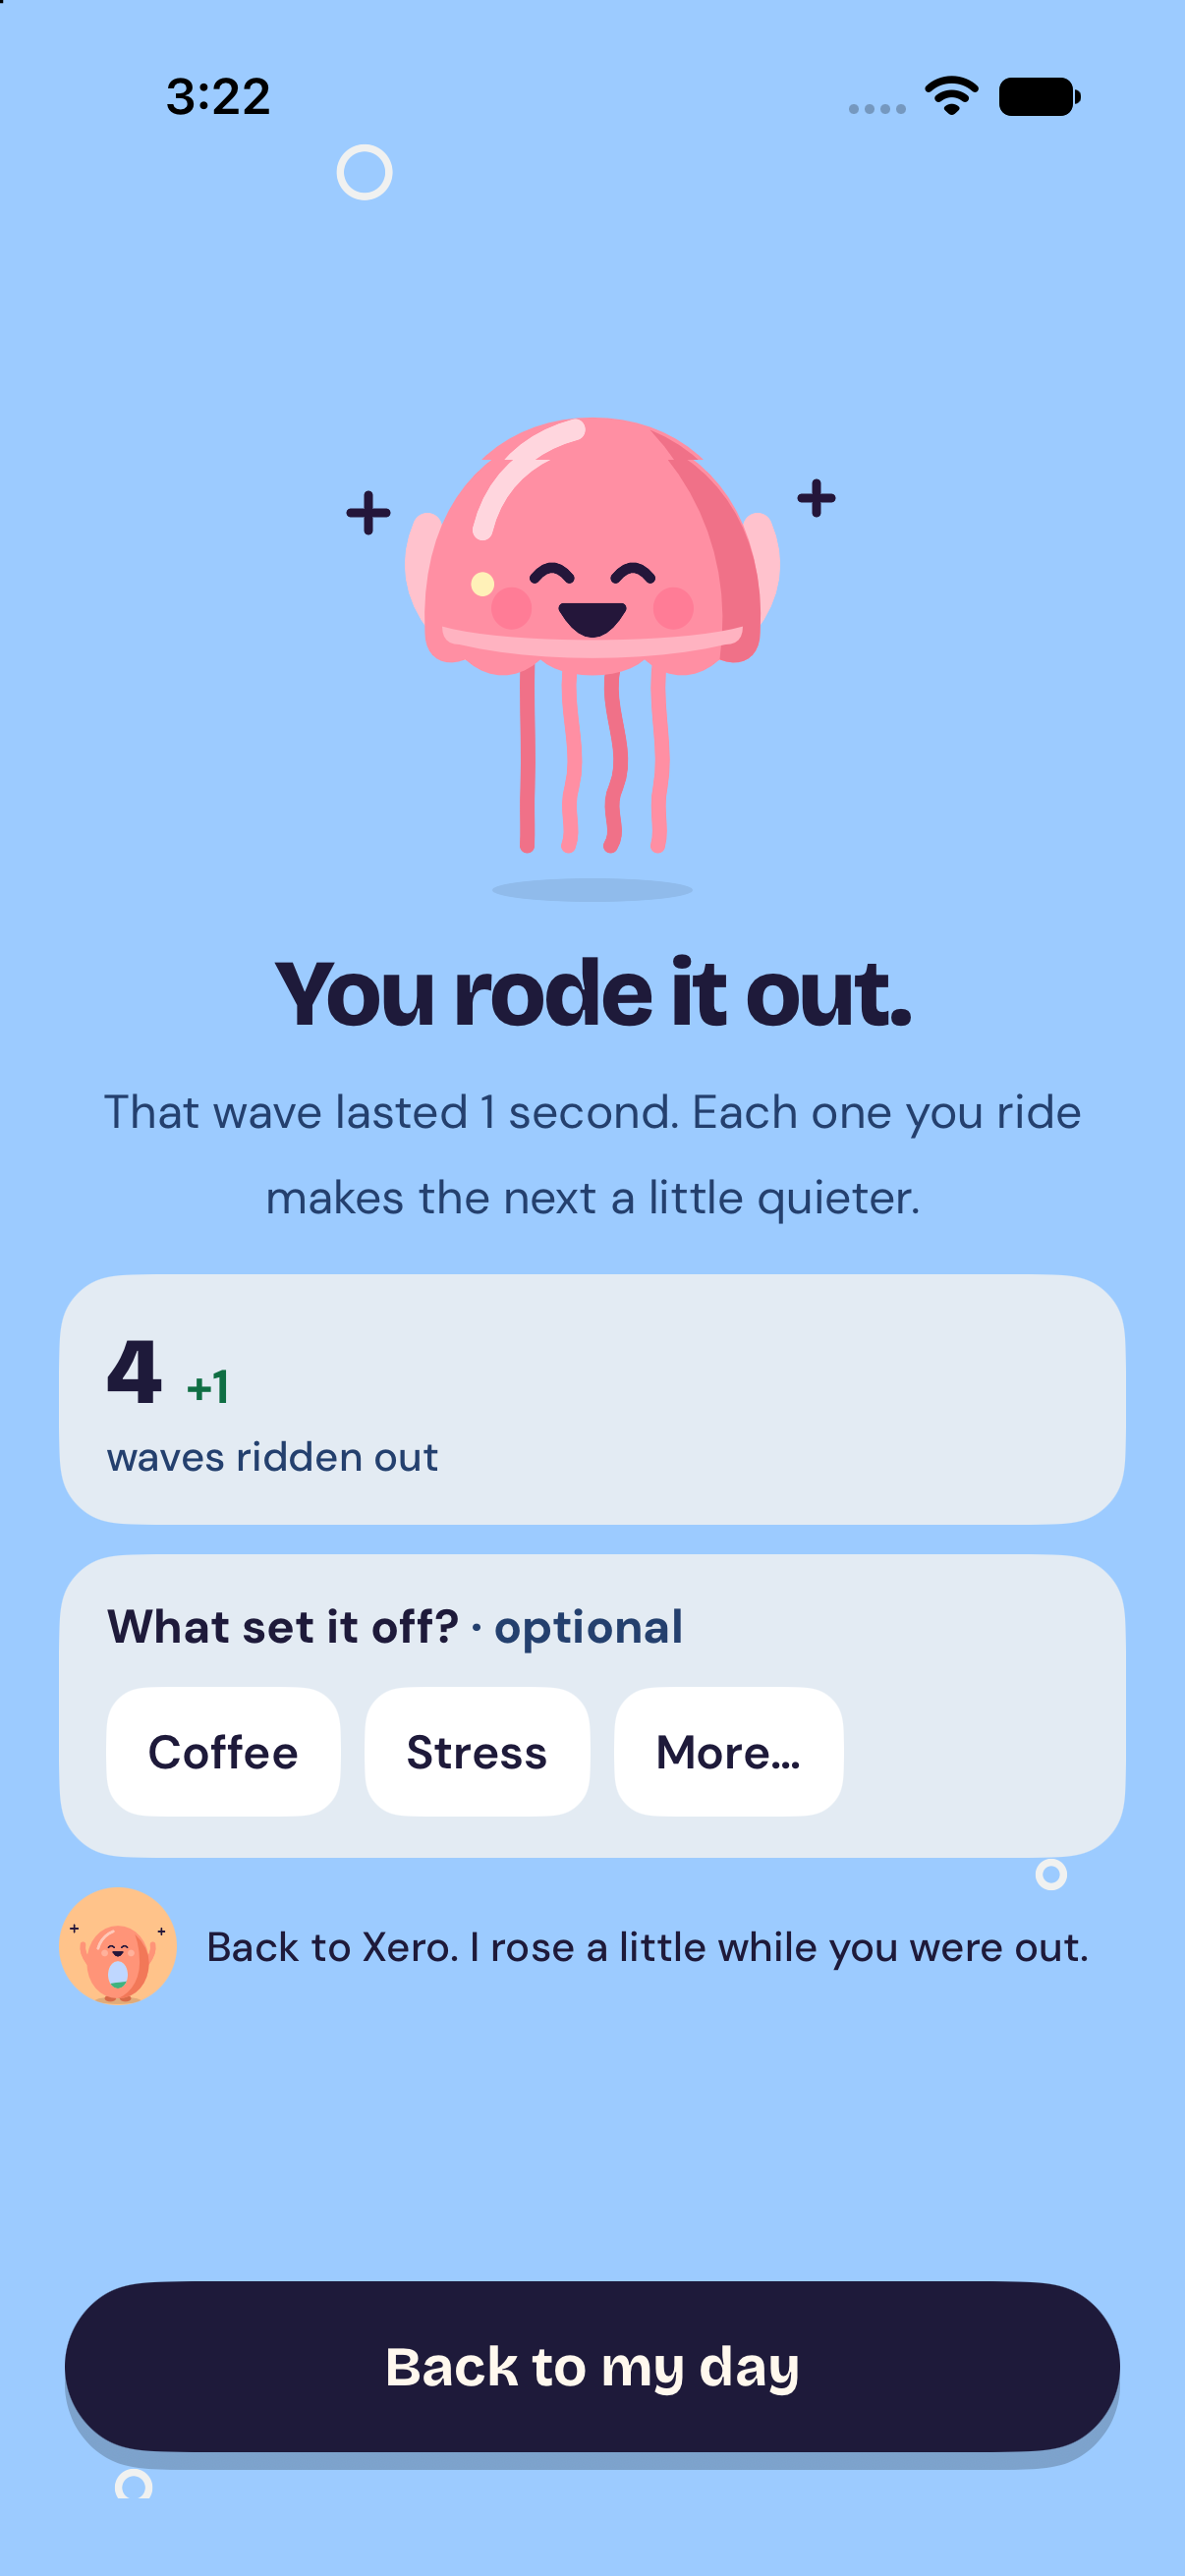 3:22
You rode it out.
That wave lasted 1 second. Each one you ride
makes the next a little quieter.
4 +1
waves ridden out
What set it off? · optional
Coffee Stress More...
Back to Xero. I rose a little while you were out.
Back to my day